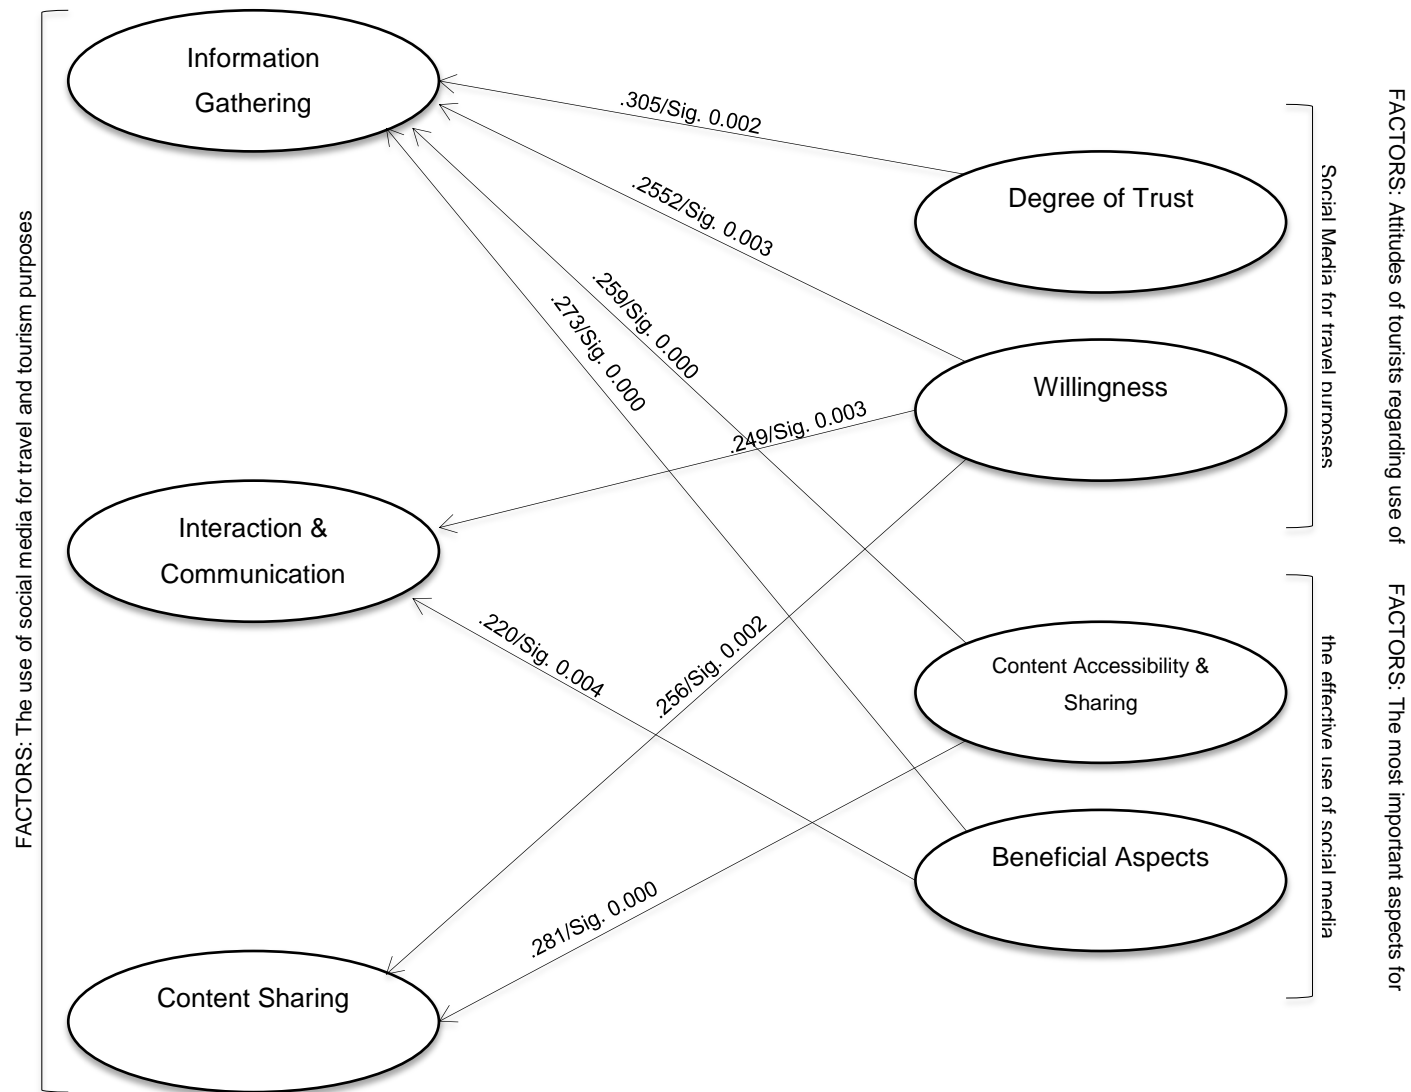 FACTORS: The use of social media for travel and tourism purposes
Information
Gathering
Interaction &
Communication
Content Sharing
.305/Sig. 0.002
.2552/Sig. 0.003
.259/Sig. 0.000
.273/Sig. 0.000
.249/Sig. 0.003
.220/Sig. 0.004
.256/Sig. 0.002
.281/Sig. 0.000
Degree of Trust
Willingness
Content Accessibility &
Sharing
Beneficial Aspects
FACTORS: Attitudes of tourists regarding use of
Social Media for travel purposes
FACTORS: The most important aspects for
the effective use of social media